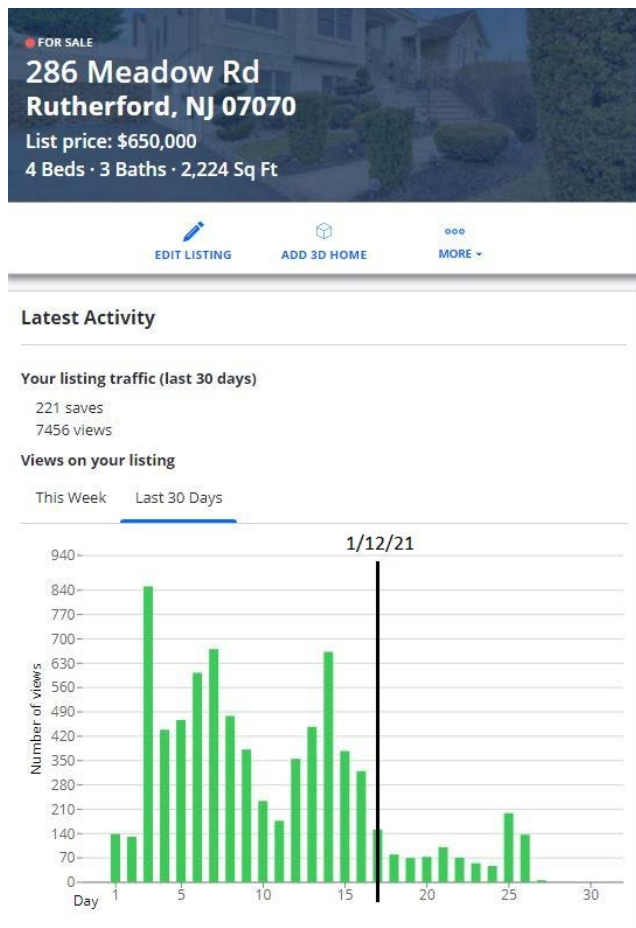 FOR SALE
286 Meadow Rd
Rutherford, NJ 07070
List price: $650,000
4 Beds · 3 Baths · 2,224 Sq Ft
EDIT LISTING
ADD 3D HOME
MORE
Latest Activity
Your listing traffic (last 30 days)
221 saves
7456 views
Views on your listing
This Week
Last 30 Days
1/12/21
Number of views
940
840
770
700
630
560
490
420
350
280
210
140
70
0
Day
1
5
10
15
20
25
30